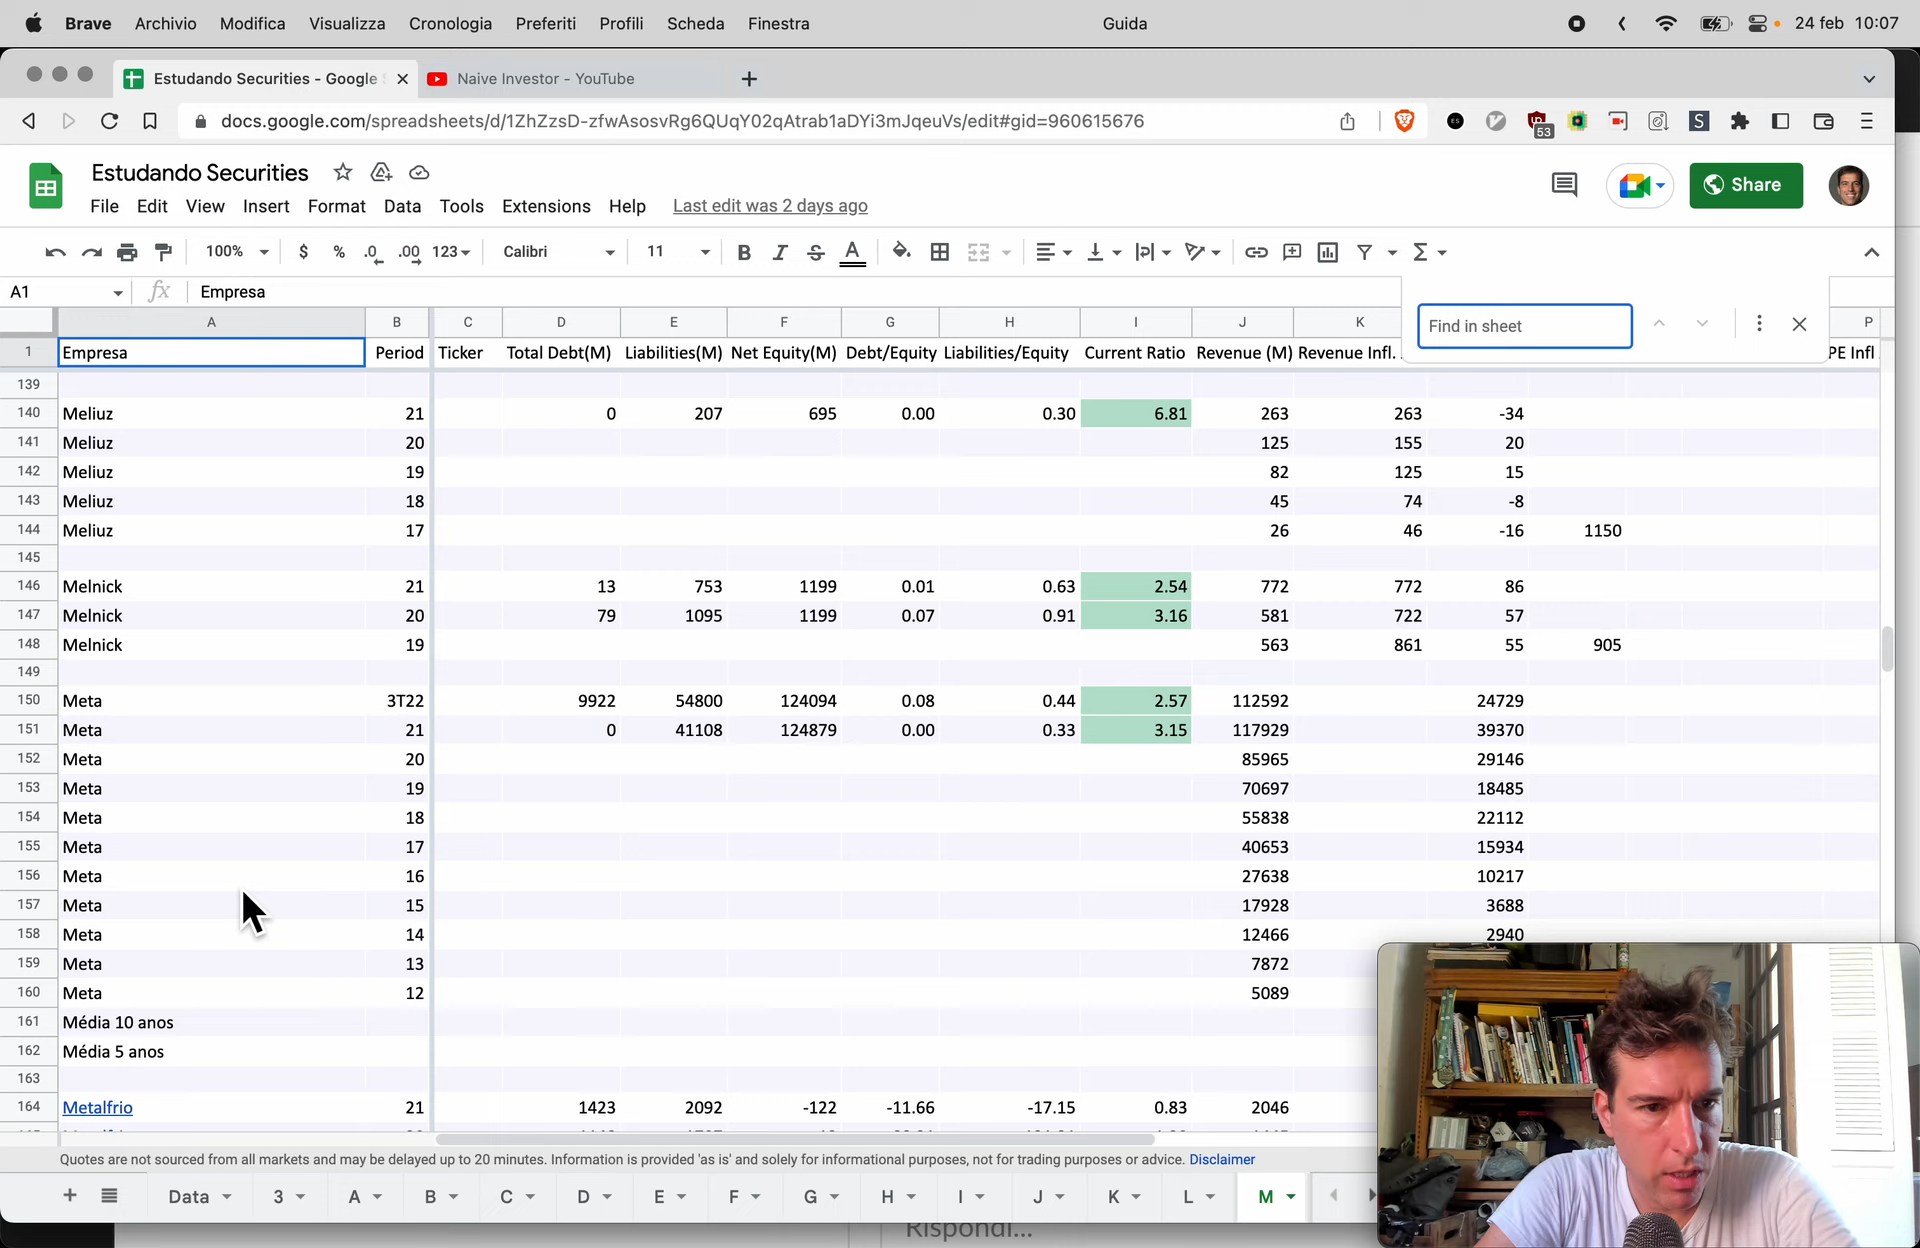 Brave Archivio Modifica Visualizza Cronologia Preferiti Profili Scheda Finestra Guida 24 feb 10:07
Estudando Securities - Google Naive Investor - YouTube
docs.google.com/spreadsheets/d/1ZhZzsD-zfwAsosvRg6QUqY02qAtrab1aDYi3mJqeuVs/edit#gid=960615676 53 S
Estudando Securities Share
File Edit View Insert Format Data Tools Extensions Help Last edit was 2 days ago
100% $ % .0 .00 123 Calibri 11 B I S A
A1 fx Empresa
Find in sheet
A B C D E F G H I J K P
1 Empresa Period Ticker Total Debt(M) Liabilities(M) Net Equity(M) Debt/Equity Liabilities/Equity Current Ratio Revenue (M) Revenue Infl. PE Infl
139
140 Meliuz 21 0 207 695 0.00 0.30 6.81 263 263 -34
141 Meliuz 20 125 155 20
142 Meliuz 19 82 125 15
143 Meliuz 18 45 74 -8
144 Meliuz 17 26 46 -16 1150
145
146 Melnick 21 13 753 1199 0.01 0.63 2.54 772 772 86
147 Melnick 20 79 1095 1199 0.07 0.91 3.16 581 722 57
148 Melnick 19 563 861 55 905
149
150 Meta 3T22 9922 54800 124094 0.08 0.44 2.57 112592 24729
151 Meta 21 0 41108 124879 0.00 0.33 3.15 117929 39370
152 Meta 20 85965 29146
153 Meta 19 70697 18485
154 Meta 18 55838 22112
155 Meta 17 40653 15934
156 Meta 16 27638 10217
157 Meta 15 17928 3688
158 Meta 14 12466 2940
159 Meta 13 7872
160 Meta 12 5089
161 Média 10 anos
162 Média 5 anos
163
164 Metalfrio 21 1423 2092 -122 -11.66 -17.15 0.83 2046
Quotes are not sourced from all markets and may be delayed up to 20 minutes. Information is provided 'as is' and solely for informational purposes, not for trading purposes or advice. Disclaimer
Data 3 A B C D E F G H I J K L M
Rispondi...